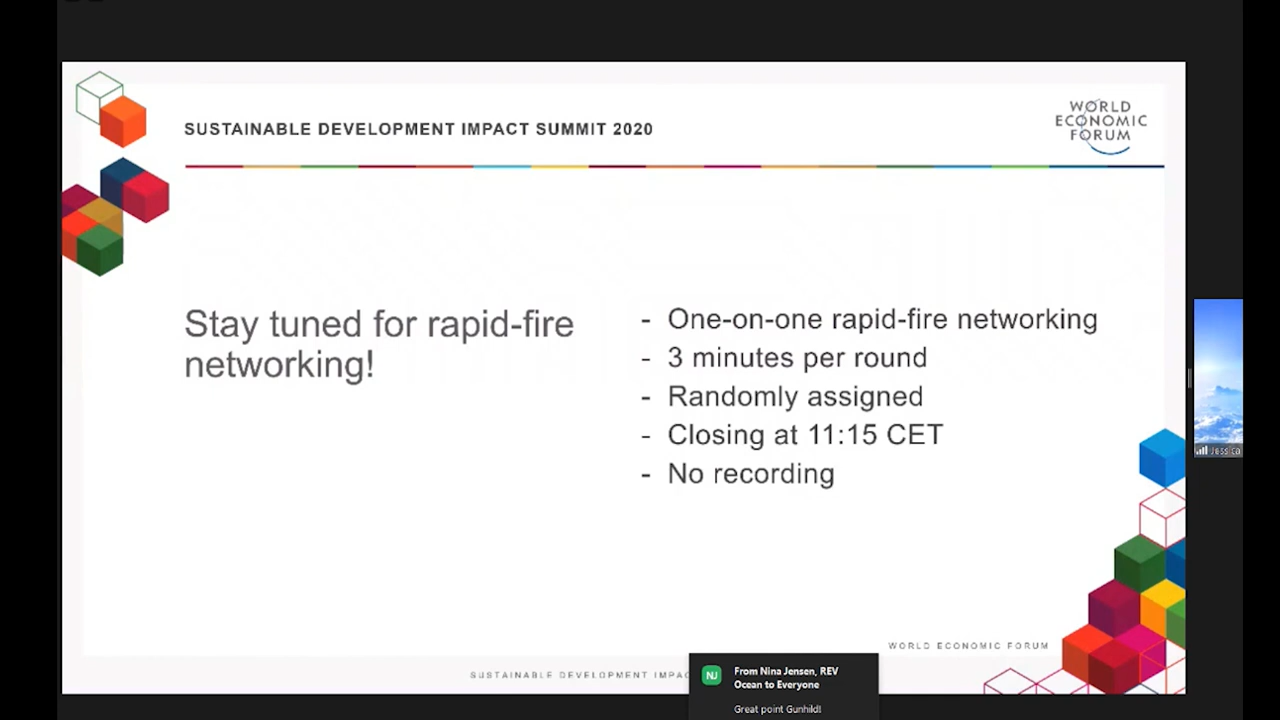 SUSTAINABLE DEVELOPMENT IMPACT SUMMIT 2020
WORLD
ECONOMIC
FORUM
Stay tuned for rapid-fire
networking!
- One-on-one rapid-fire networking
- 3 minutes per round
- Randomly assigned
- Closing at 11:15 CET
- No recording
Jessica
WORLD ECONOMIC FORUM
SUSTAINABLE DEVELOPMENT IMPAC
NJ
From Nina Jensen, REV
Ocean to Everyone
Great point Gunhild!